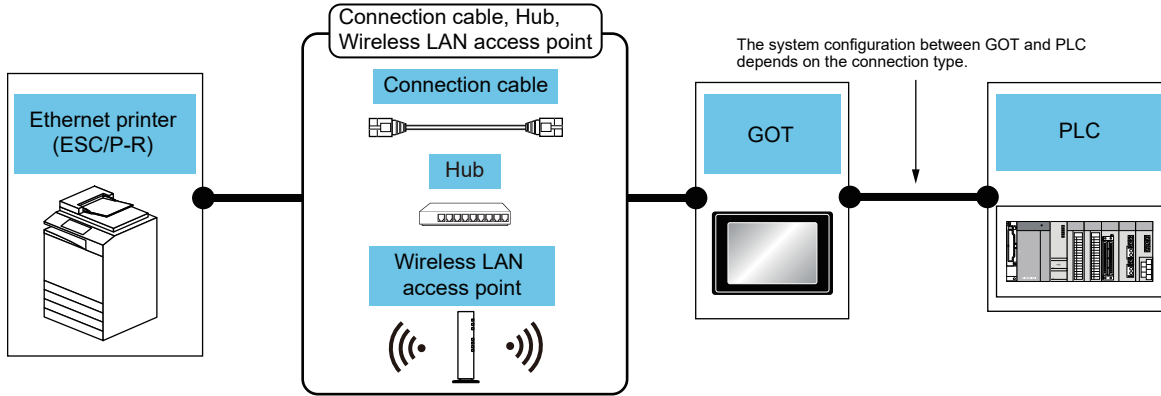 Connection cable, Hub,
Wireless LAN access point
The system configuration between GOT and PLC
depends on the connection type.
Ethernet printer
(ESC/P-R)
Connection cable
Hub
Wireless LAN
access point
GOT
PLC